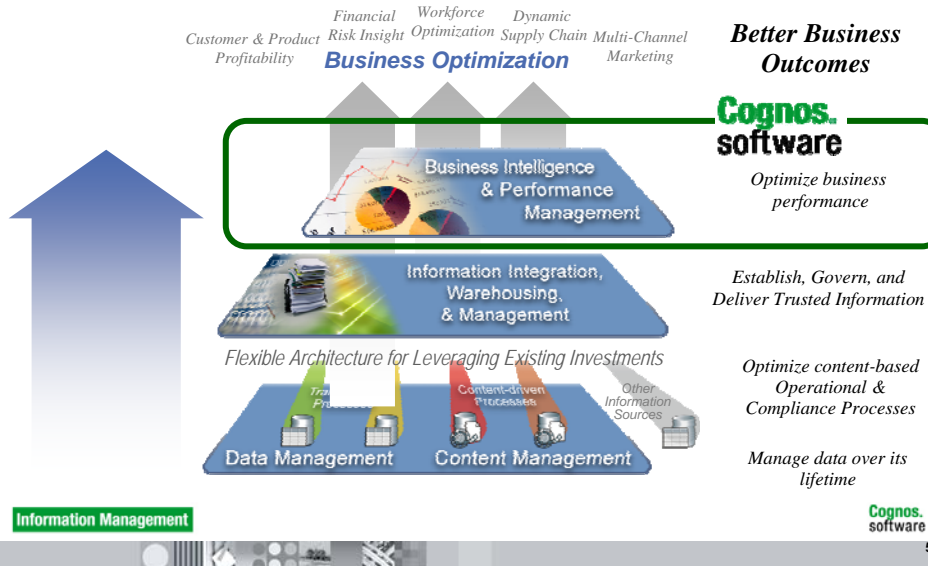 Customer & Product
Profitability
Financial
Risk Insight
Workforce
Optimization
Dynamic
Supply Chain
Multi-Channel
Marketing
Business Optimization
Better Business
Outcomes
Cognos.
software
Business Intelligence
& Performance
Management
Optimize business
performance
Information Integration,
Warehousing,
& Management
Establish, Govern, and
Deliver Trusted Information
Flexible Architecture for Leveraging Existing Investments
Processes
Content-driven
Processes
Other
Information
Sources
Optimize content-based
Operational &
Compliance Processes
Data Management
Content Management
Manage data over its
lifetime
Information Management
Cognos.
software